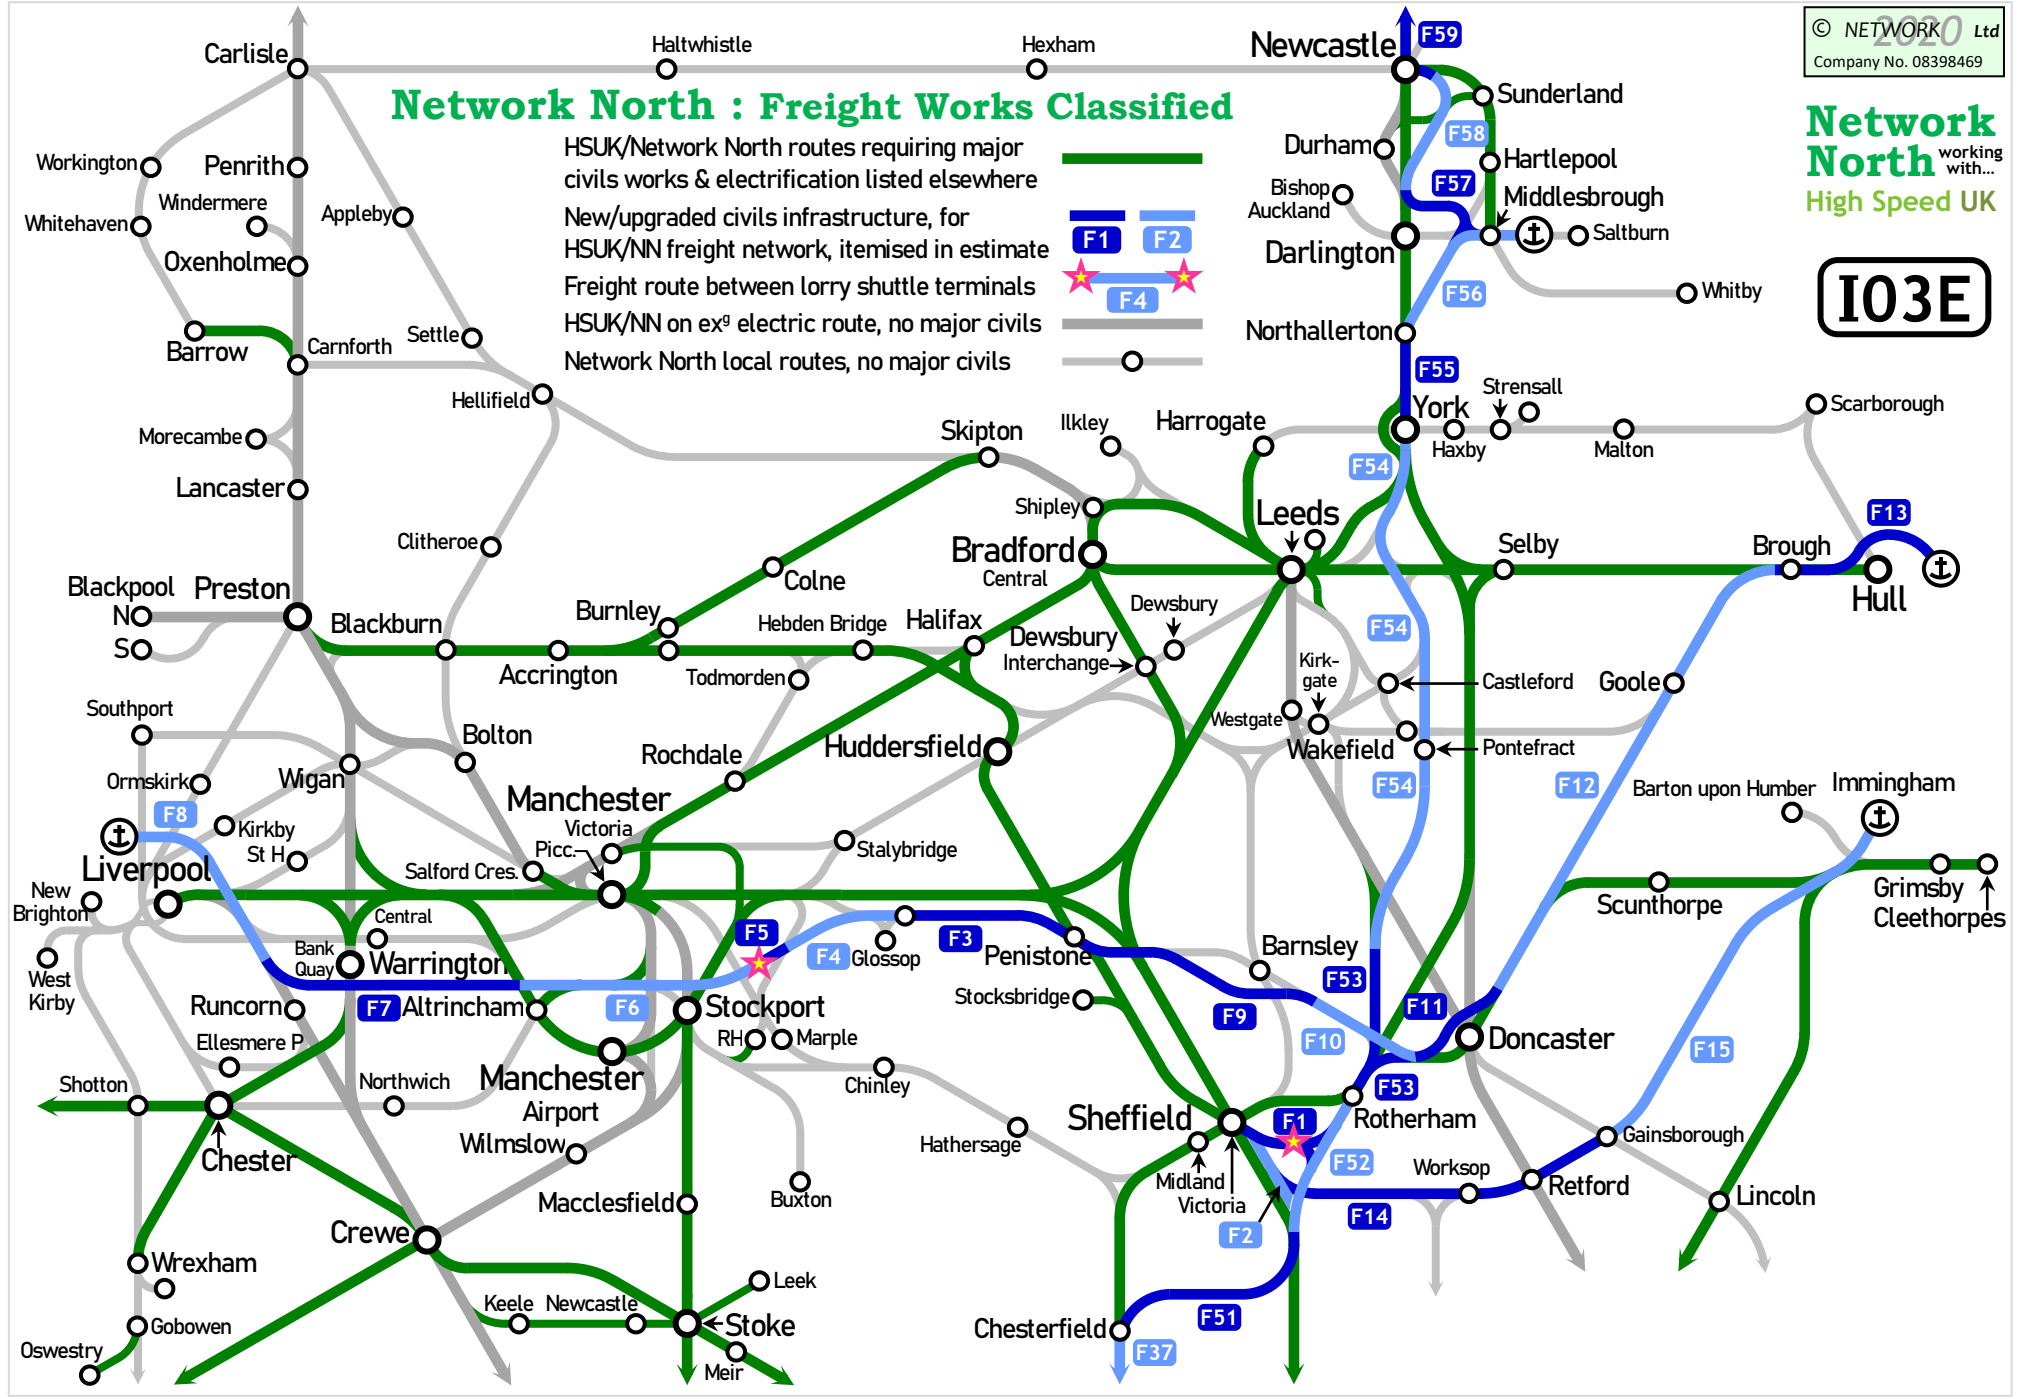 Carlisle
Haltwhistle
Hexham
Newcastle
F59
© NETWORK 2020 Ltd
Company No. 08398469
Network North : Freight Works Classified
HSUK/Network North routes requiring major
civils works & electrification listed elsewhere
New/upgraded civils infrastructure, for
HSUK/NN freight network, itemised in estimate
F1
F2
Freight route between lorry shuttle terminals
F4
HSUK/NN on exᵍ electric route, no major civils
Network North local routes, no major civils
Network
North working
with...
High Speed UK
I03E
Sunderland
F58
Durham
Hartlepool
F57
Bishop
Auckland
Middlesbrough
Saltburn
Darlington
F56
Whitby
Northallerton
F55
Workington
Penrith
Windermere
Whitehaven
Appleby
Oxenholme
Barrow
Carnforth
Settle
Hellifield
Morecambe
Lancaster
Skipton
Ilkley
Harrogate
York
Strensall
Haxby
Malton
Scarborough
F54
Shipley
Leeds
Clitheroe
Bradford
Central
Selby
Brough
F13
Hull
Colne
Blackpool
N
S
Preston
Blackburn
Burnley
Accrington
Hebden Bridge
Todmorden
Halifax
Dewsbury
Dewsbury
Interchange
F54
Kirk-
gate
Castleford
Goole
Westgate
Wakefield
Pontefract
Southport
Bolton
Rochdale
Huddersfield
F54
F12
Ormskirk
Wigan
Barton upon Humber
Immingham
F8
Kirkby
St H
Manchester
Victoria
Picc.
Stalybridge
Liverpool
Salford Cres.
New
Brighton
Central
Scunthorpe
Grimsby
Cleethorpes
F5
Bank
Quay
Warrington
F4
Glossop
F3
Penistone
Barnsley
West
Kirby
F53
Stocksbridge
Runcorn
F7
Altrincham
F6
Stockport
F9
F11
F10
Doncaster
F15
Ellesmere P
RH
Marple
Shotton
Northwich
Manchester
Airport
Chinley
F53
Rotherham
Sheffield
F1
Hathersage
Wilmslow
Gainsborough
F52
Chester
Midland
Victoria
Worksop
Retford
Macclesfield
Buxton
Lincoln
F14
F2
Crewe
Wrexham
Leek
Keele
Newcastle
Stoke
Gobowen
Oswestry
Meir
Chesterfield
F51
F37